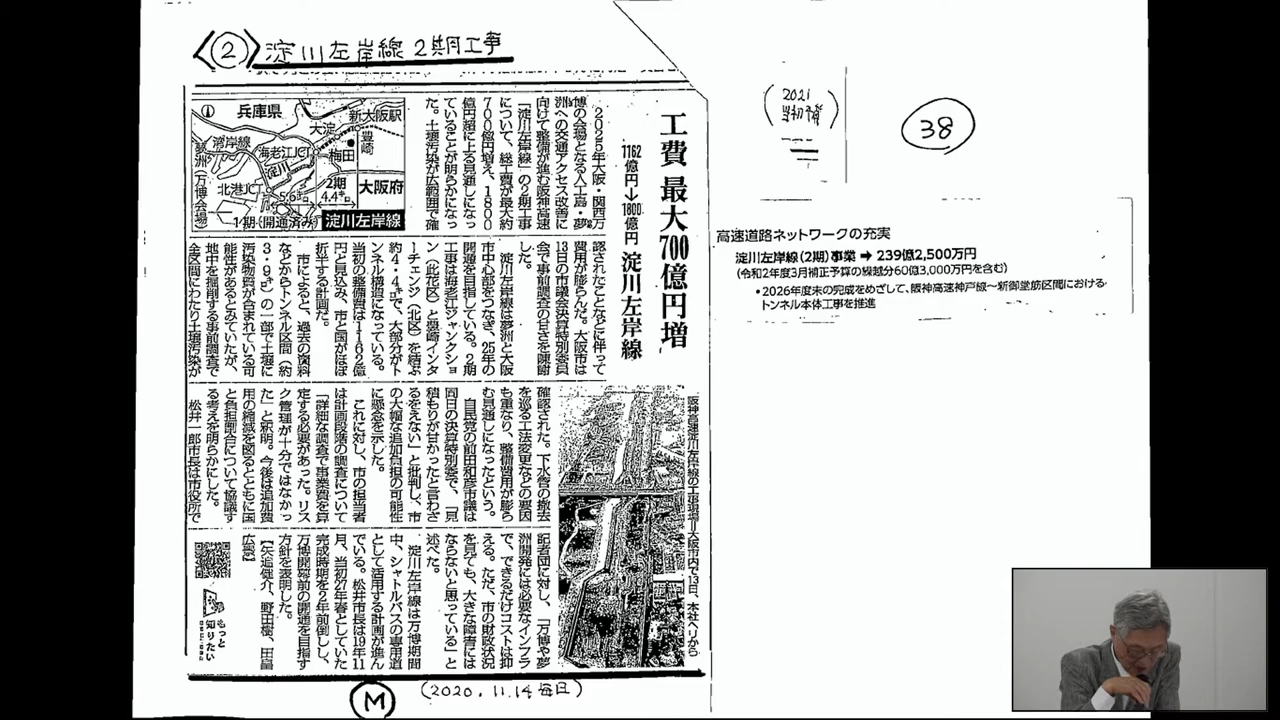 〈②〉 淀川左岸線 2期工事
工費 最大700億円増
1162億円→1800億円 淀川左岸線
兵庫県
新大阪駅
大淀
豊崎
湾岸線
海老江JCT
梅田
淀川
夢洲(万博会場)
北港JCT
5.6㌔
2期
4.4㌔
大阪府
1期(開通済み)
淀川左岸線
2025年大阪・関西万
博の会場となる人工島・夢
洲への交通アクセス改善に
向けて整備が進む阪神高速
「淀川左岸線」の2期工事
について、総工費が最大約
700億円増え、1800
億円超に上る見通しになっ
ていることが明らかになっ
た。土壌汚染が広範囲で確
認されたことなどに伴って
費用が膨らんだ。大阪市は
13日の市議会決算特別委員
会で事前調査の甘さを陳謝
した。
淀川左岸線は夢洲と大阪
市中心部をつなぎ、25年の
開通を目指している。2期
工事は海老江ジャンクショ
ン(此花区)と豊崎インタ
ーチェンジ(北区)を結ぶ
約4・4㌔で、大部分がト
ンネル構造になっている。
当初の整備額は1162億
円と見込み、市と国がほぼ
折半する計画だ。
市によると、過去の資料
などからトンネル区間(約
3・9㌔)の一部で土壌に
汚染物質が含まれている可
能性があるとみていたが、
地中を掘削する事前調査で
全区間にわたり土壌汚染が
確認された。下水管の撤去
を巡る工法変更などの要因
も重なり、整備費用が膨ら
む見通しになったという。
自民党の前田和彦市議は
同日の決算特別委で、「見
積もりが甘かったと言わざ
るをえない」と批判し、市
の大幅な追加負担の可能性
に懸念を示した。
これに対し、市の担当者
は計画段階の調査について
「詳細な調査で事業費を算
定する必要があった。リス
ク管理が十分ではなかっ
た」と釈明。今後は追加費
用の縮減を図るとともに国
と負担割合について協議す
る考えを明らかにした。
松井一郎市長は市役所で
記者団に対し、「万博や夢
洲開発には必要なインフラ
で、できるだけコストは抑
える。ただ、市の財政状況
を見ても、大きな障害には
ならないと思っている」と
述べた。
淀川左岸線は万博期間
中、シャトルバスの専用道
として活用する計画が進ん
でいる。松井市長は19年11
月、当初27年春としていた
完成時期を2年前倒しし、
万博開幕前の開通を目指す
方針を表明した。
【矢追健介、野田樹、田畠
広景】
もっと
知りたい
阪神高速淀川左岸線の工事現場=大阪市内で13日、本社ヘリから
Ⓜ (2020.11.14 毎日)
(2021
当初予算)
38
高速道路ネットワークの充実
淀川左岸線(2期)事業 ➡ 239億2,500万円
(令和2年度3月補正予算の繰越分60億3,000万円を含む)
•2026年度末の完成をめざして、阪神高速神戸線～新御堂筋区間における
トンネル本体工事を推進